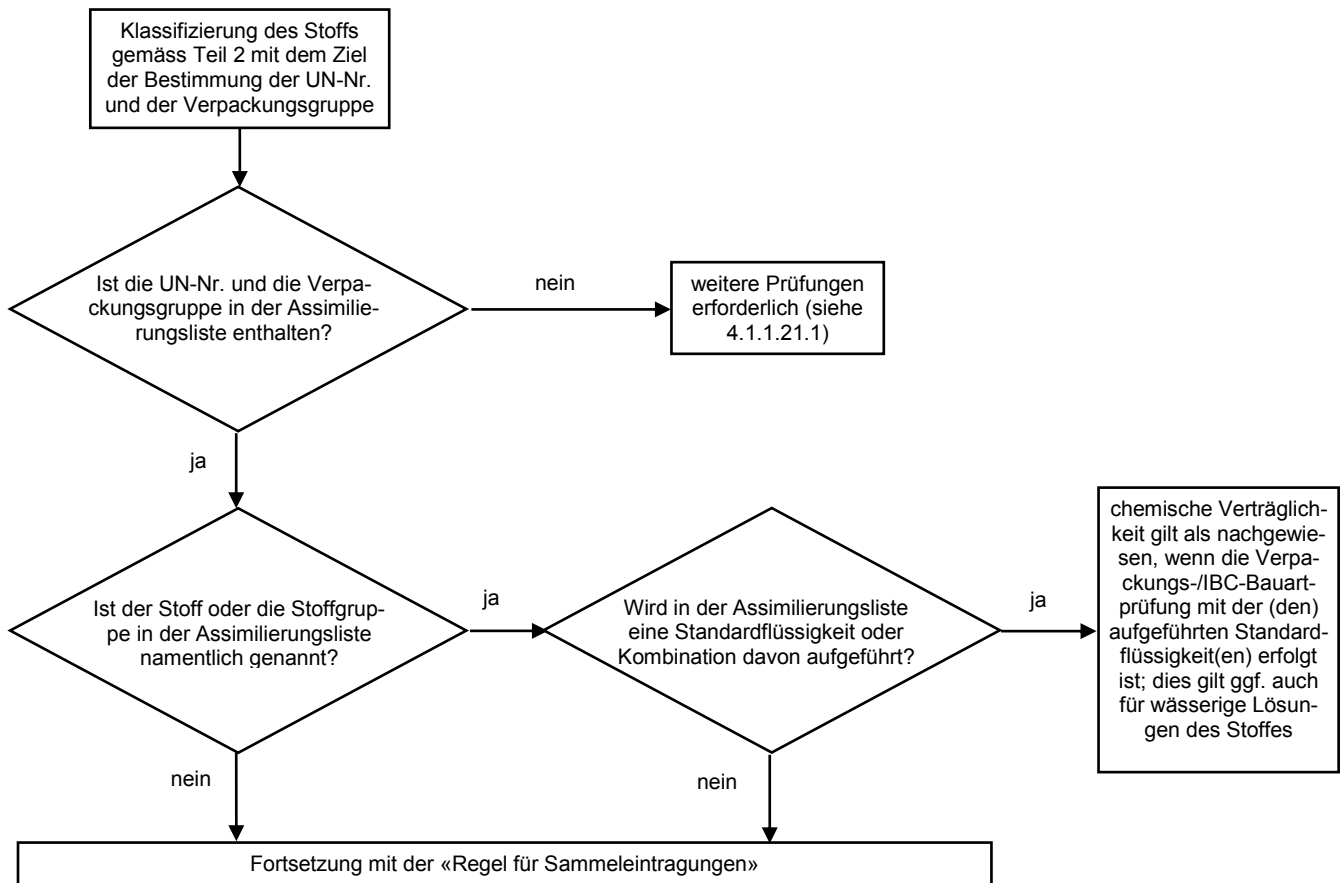 Klassifizierung des Stoffs
gemäss Teil 2 mit dem Ziel
der Bestimmung der UN-Nr.
und der Verpackungsgruppe
Ist die UN-Nr. und die Verpa-
ckungsgruppe in der Assimilie-
rungsliste enthalten?
nein
weitere Prüfungen
erforderlich (siehe
4.1.1.21.1)
ja
Ist der Stoff oder die Stoffgrup-
pe in der Assimilierungsliste
namentlich genannt?
ja
Wird in der Assimilierungsliste
eine Standardflüssigkeit oder
Kombination davon aufgeführt?
ja
chemische Verträglich-
keit gilt als nachgewie-
sen, wenn die Verpa-
ckungs-/IBC-Bauart-
prüfung mit der (den)
aufgeführten Standard-
flüssigkeit(en) erfolgt
ist; dies gilt ggf. auch
für wässerige Lösun-
gen des Stoffes
nein
nein
Fortsetzung mit der «Regel für Sammeleintragungen»